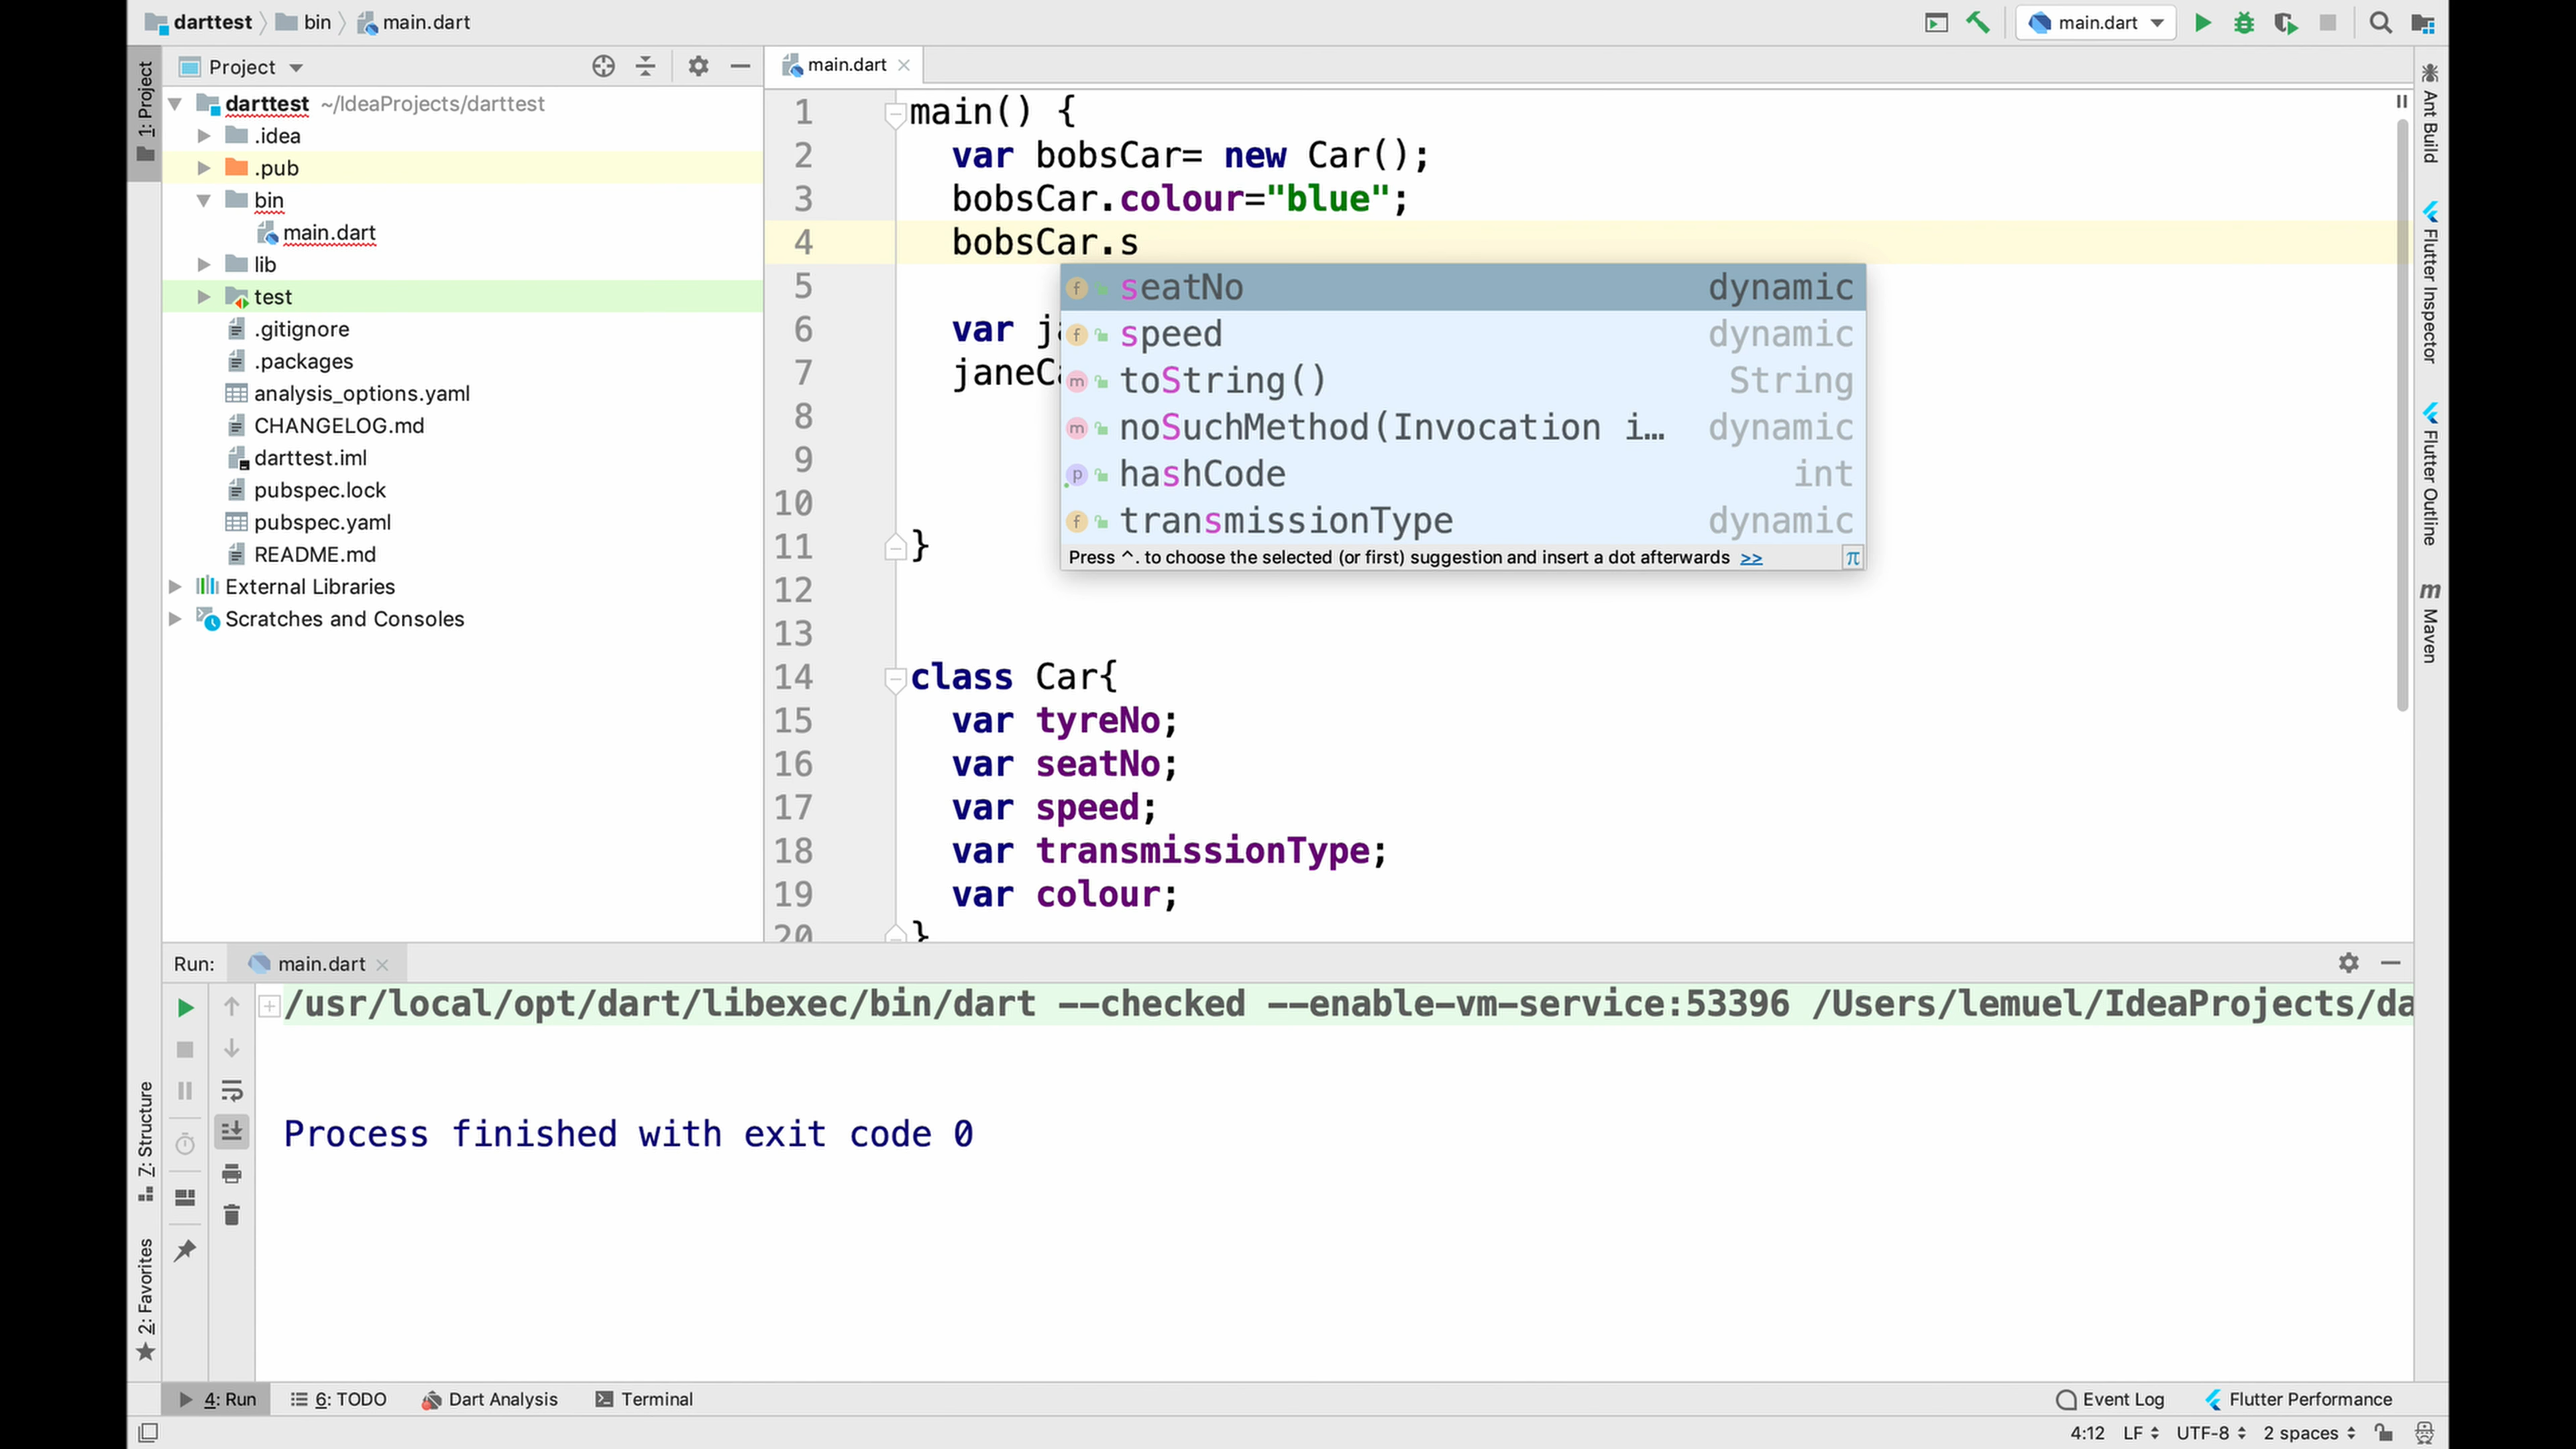 darttest bin main.dart
main.dart
1: Project
Project
darttest ~/IdeaProjects/darttest
.idea
.pub
bin
main.dart
lib
test
.gitignore
.packages
analysis_options.yaml
CHANGELOG.md
darttest.iml
pubspec.lock
pubspec.yaml
README.md
External Libraries
Scratches and Consoles
main.dart
1 main() {
2 var bobsCar= new Car();
3 bobsCar.colour="blue";
4 bobsCar.s
5
6 var
7
8
9
10
11 }
12
13
14 class Car{
15 var tyreNo;
16 var seatNo;
17 var speed;
18 var transmissionType;
19 var colour;
20 }
seatNo dynamic
speed dynamic
toString() String
noSuchMethod(Invocation i… dynamic
hashCode int
transmissionType dynamic
Press ^. to choose the selected (or first) suggestion and insert a dot afterwards >> π
Ant Build
Flutter Inspector
Flutter Outline
Maven
Run: main.dart
/usr/local/opt/dart/libexec/bin/dart --checked --enable-vm-service:53396 /Users/lemuel/IdeaProjects/da
Process finished with exit code 0
7: Structure
2: Favorites
4: Run 6: TODO Dart Analysis Terminal Event Log Flutter Performance
4:12 LF UTF-8 2 spaces